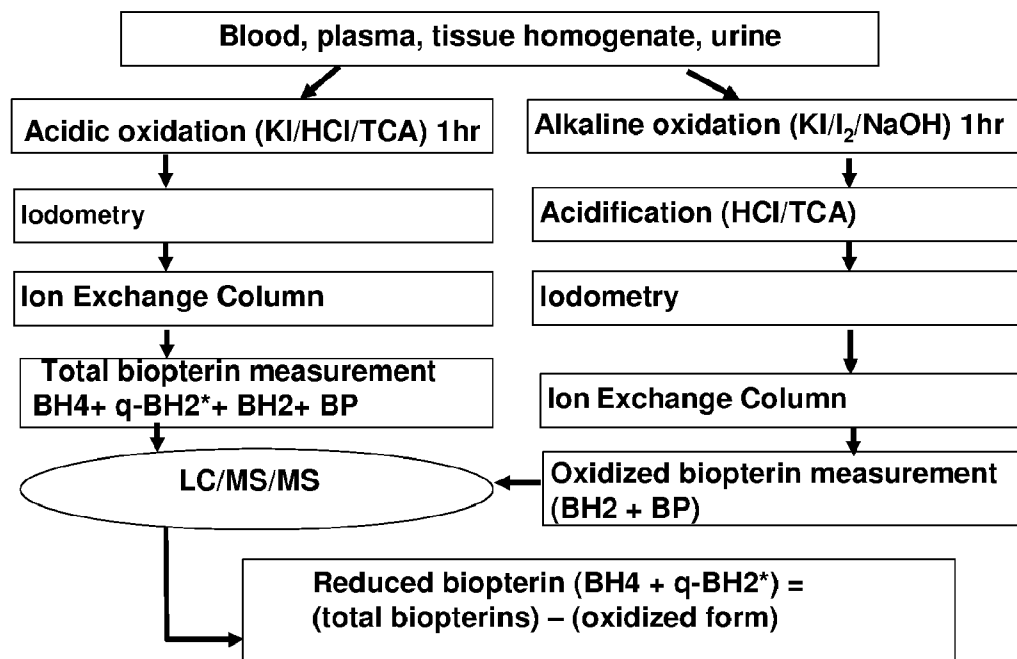 Blood, plasma, tissue homogenate, urine
Acidic oxidation (KI/HCl/TCA) 1hr
Iodometry
Ion Exchange Column
Total biopterin measurement
BH4+ q-BH2*+ BH2+ BP
Alkaline oxidation (KI/I₂/NaOH) 1hr
Acidification (HCl/TCA)
Iodometry
Ion Exchange Column
Oxidized biopterin measurement
(BH2 + BP)
LC/MS/MS
Reduced biopterin (BH4 + q-BH2*) =
(total biopterins) – (oxidized form)